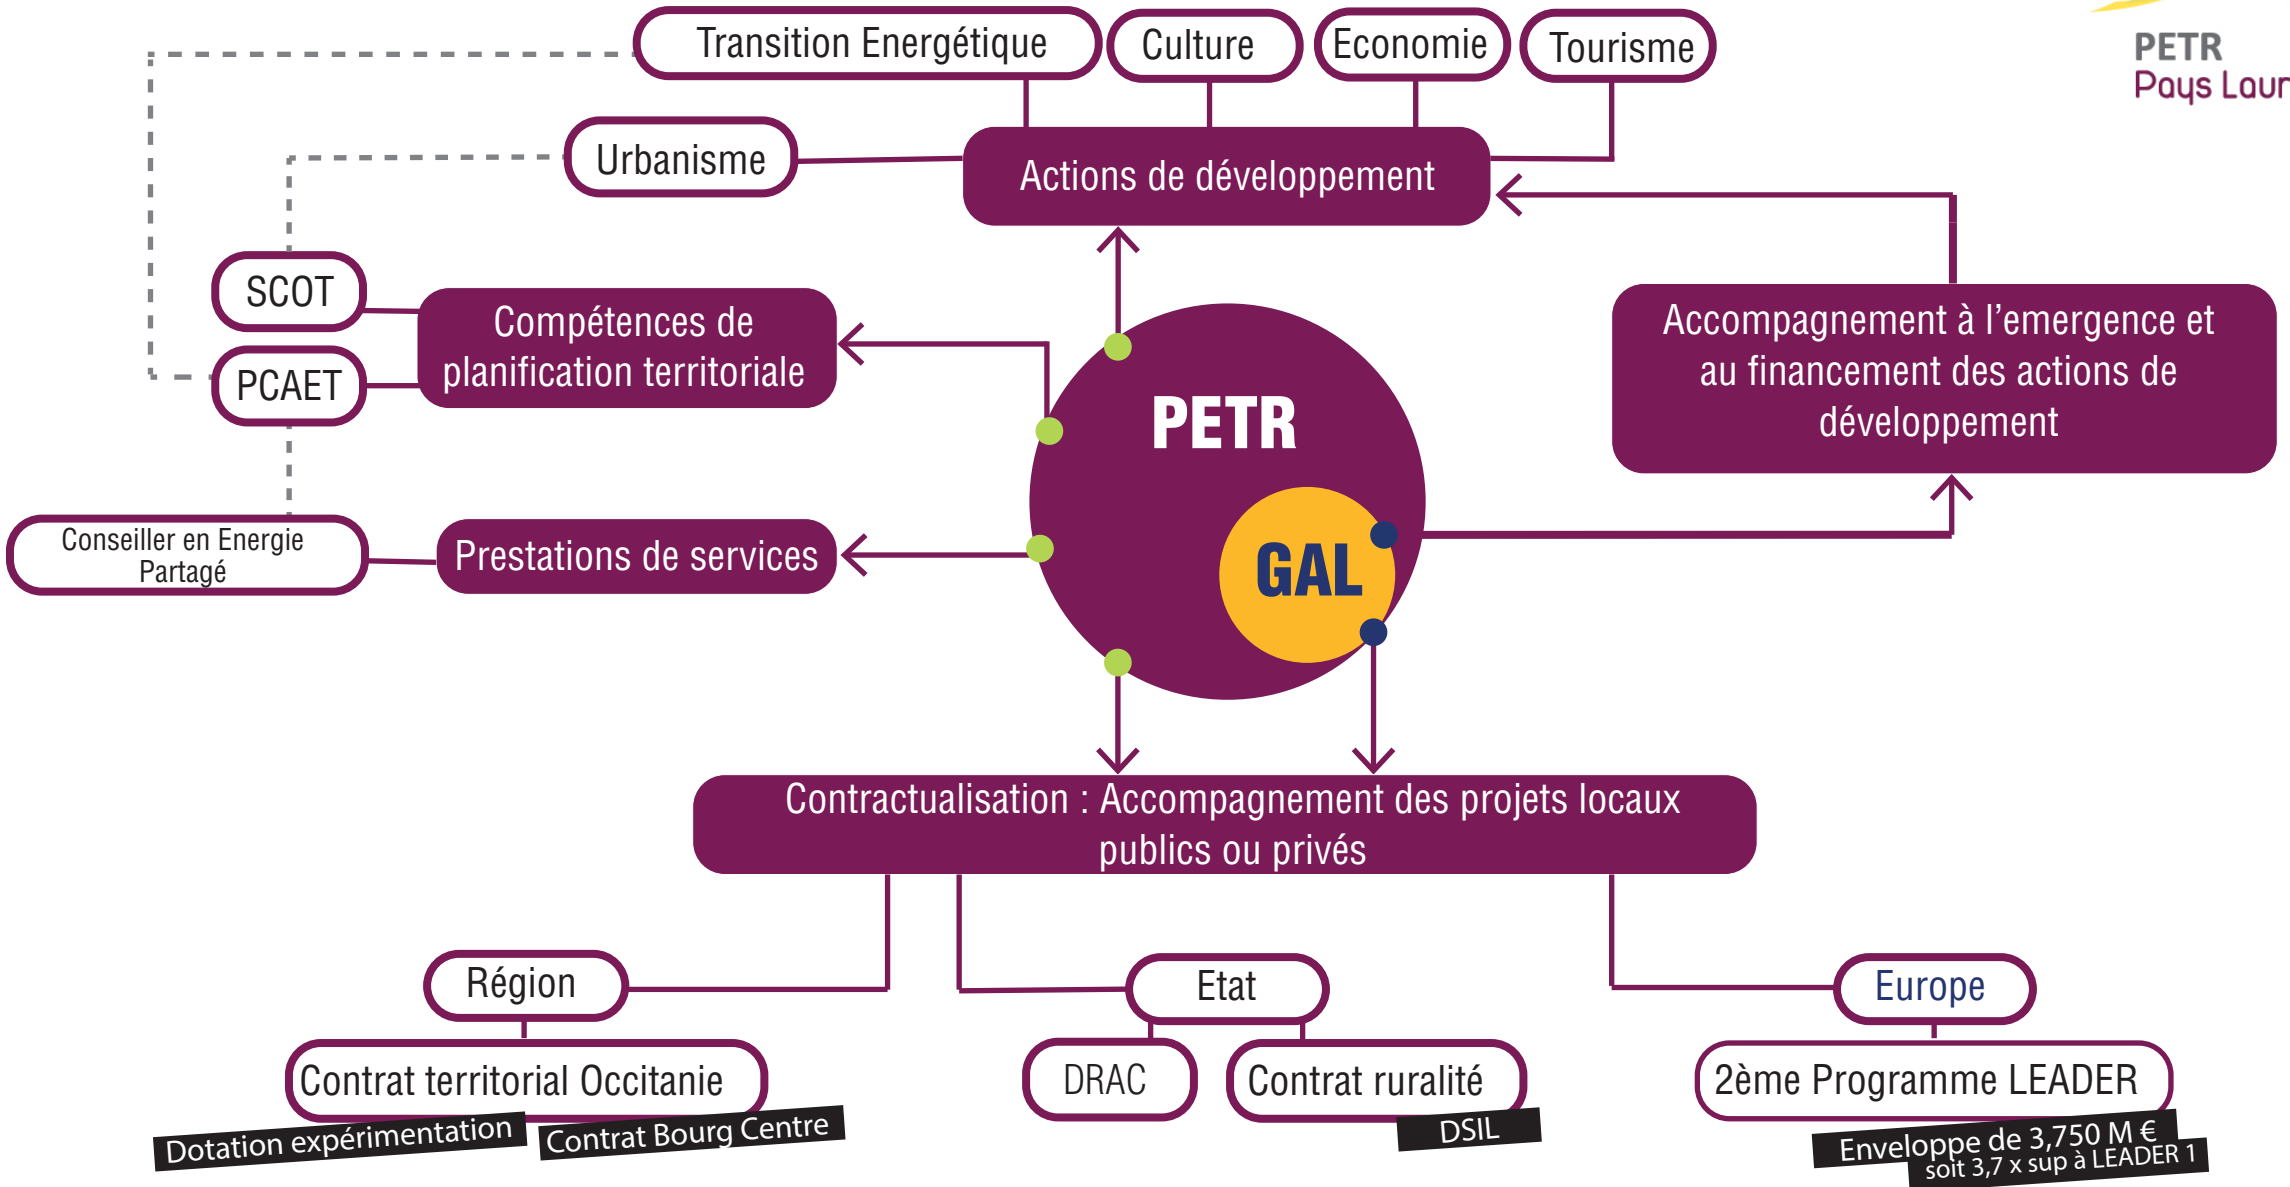 Transition Energétique
Culture
Economie
Tourisme
PETR
Pays Laur
Urbanisme
Actions de développement
SCOT
PCAET
Compétences de
planification territoriale
Accompagnement à l'emergence et
au financement des actions de
développement
PETR
GAL
Conseiller en Energie
Partagé
Prestations de services
Contractualisation : Accompagnement des projets locaux
publics ou privés
Région
Etat
Europe
Contrat territorial Occitanie
DRAC
Contrat ruralité
2ème Programme LEADER
Dotation expérimentation
Contrat Bourg Centre
DSIL
Enveloppe de 3,750 M €
soit 3,7 x sup à LEADER 1